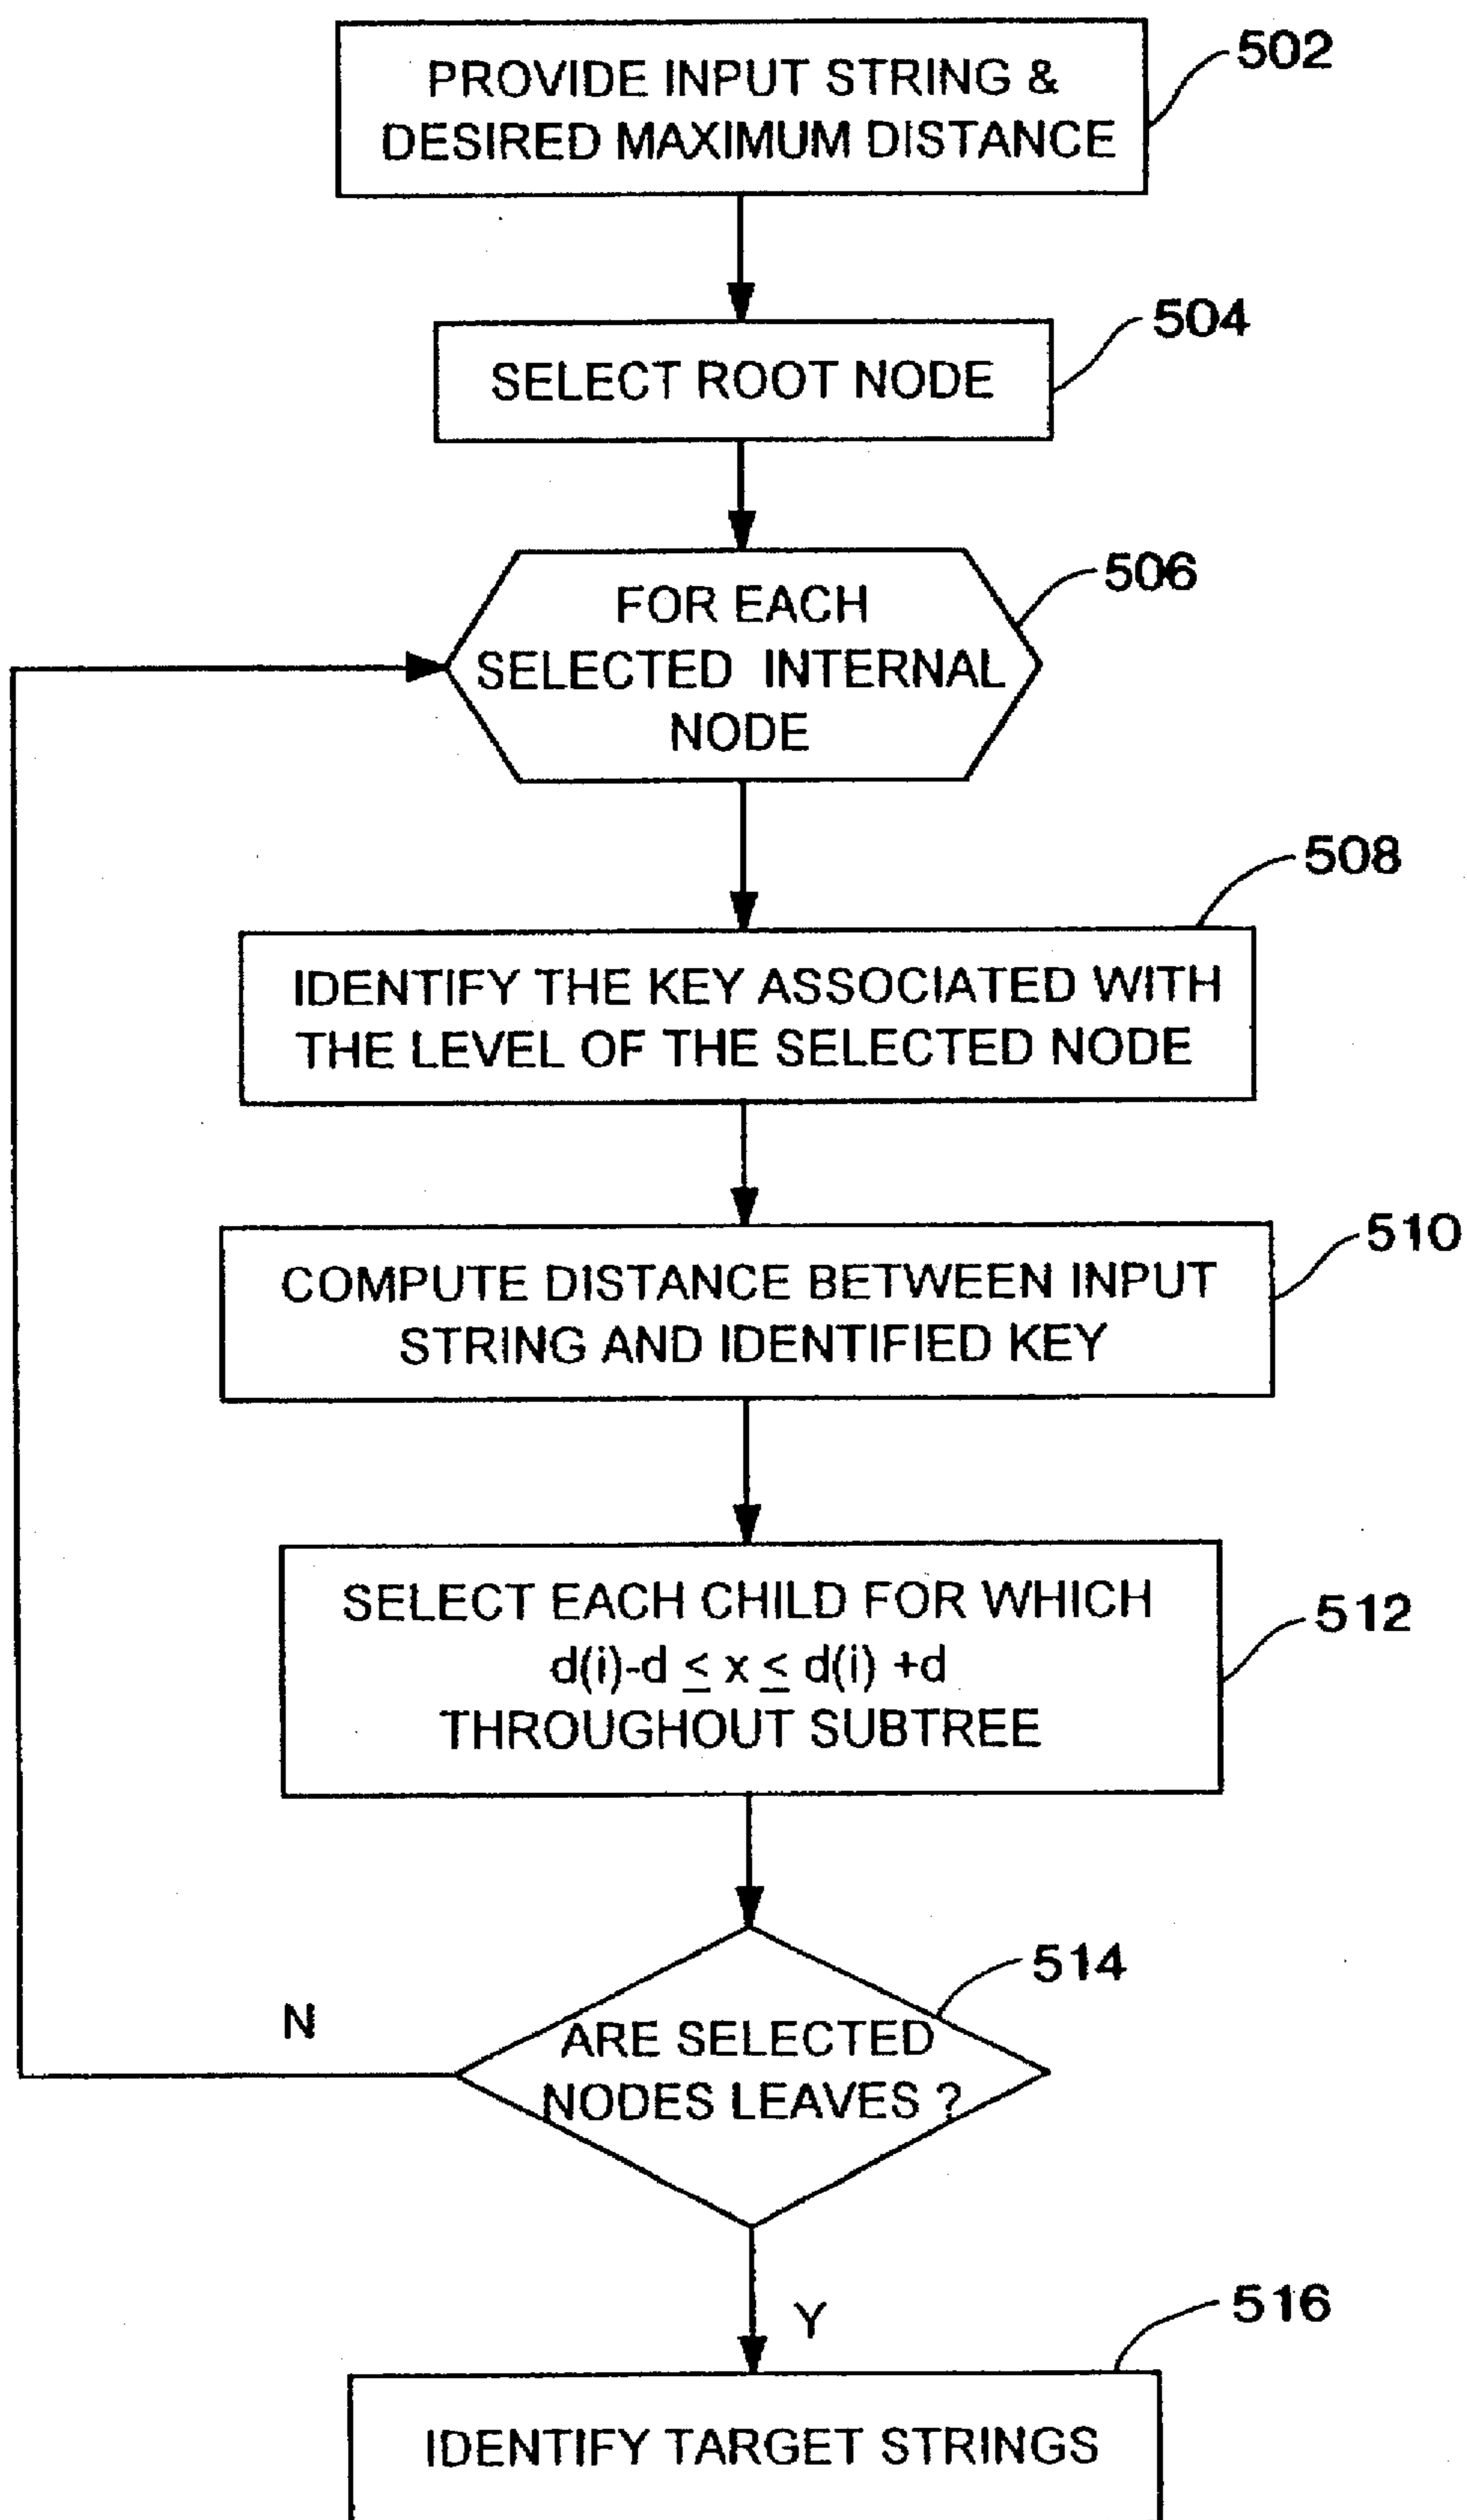 PROVIDE INPUT STRING &
DESIRED MAXIMUM DISTANCE
502
SELECT ROOT NODE
504
FOR EACH
SELECTED INTERNAL
NODE
506
IDENTIFY THE KEY ASSOCIATED WITH
THE LEVEL OF THE SELECTED NODE
508
COMPUTE DISTANCE BETWEEN INPUT
STRING AND IDENTIFIED KEY
510
SELECT EACH CHILD FOR WHICH
d(i)-d ≤ x ≤ d(i) +d
THROUGHOUT SUBTREE
512
ARE SELECTED
NODES LEAVES ?
514
N
Y
IDENTIFY TARGET STRINGS
516